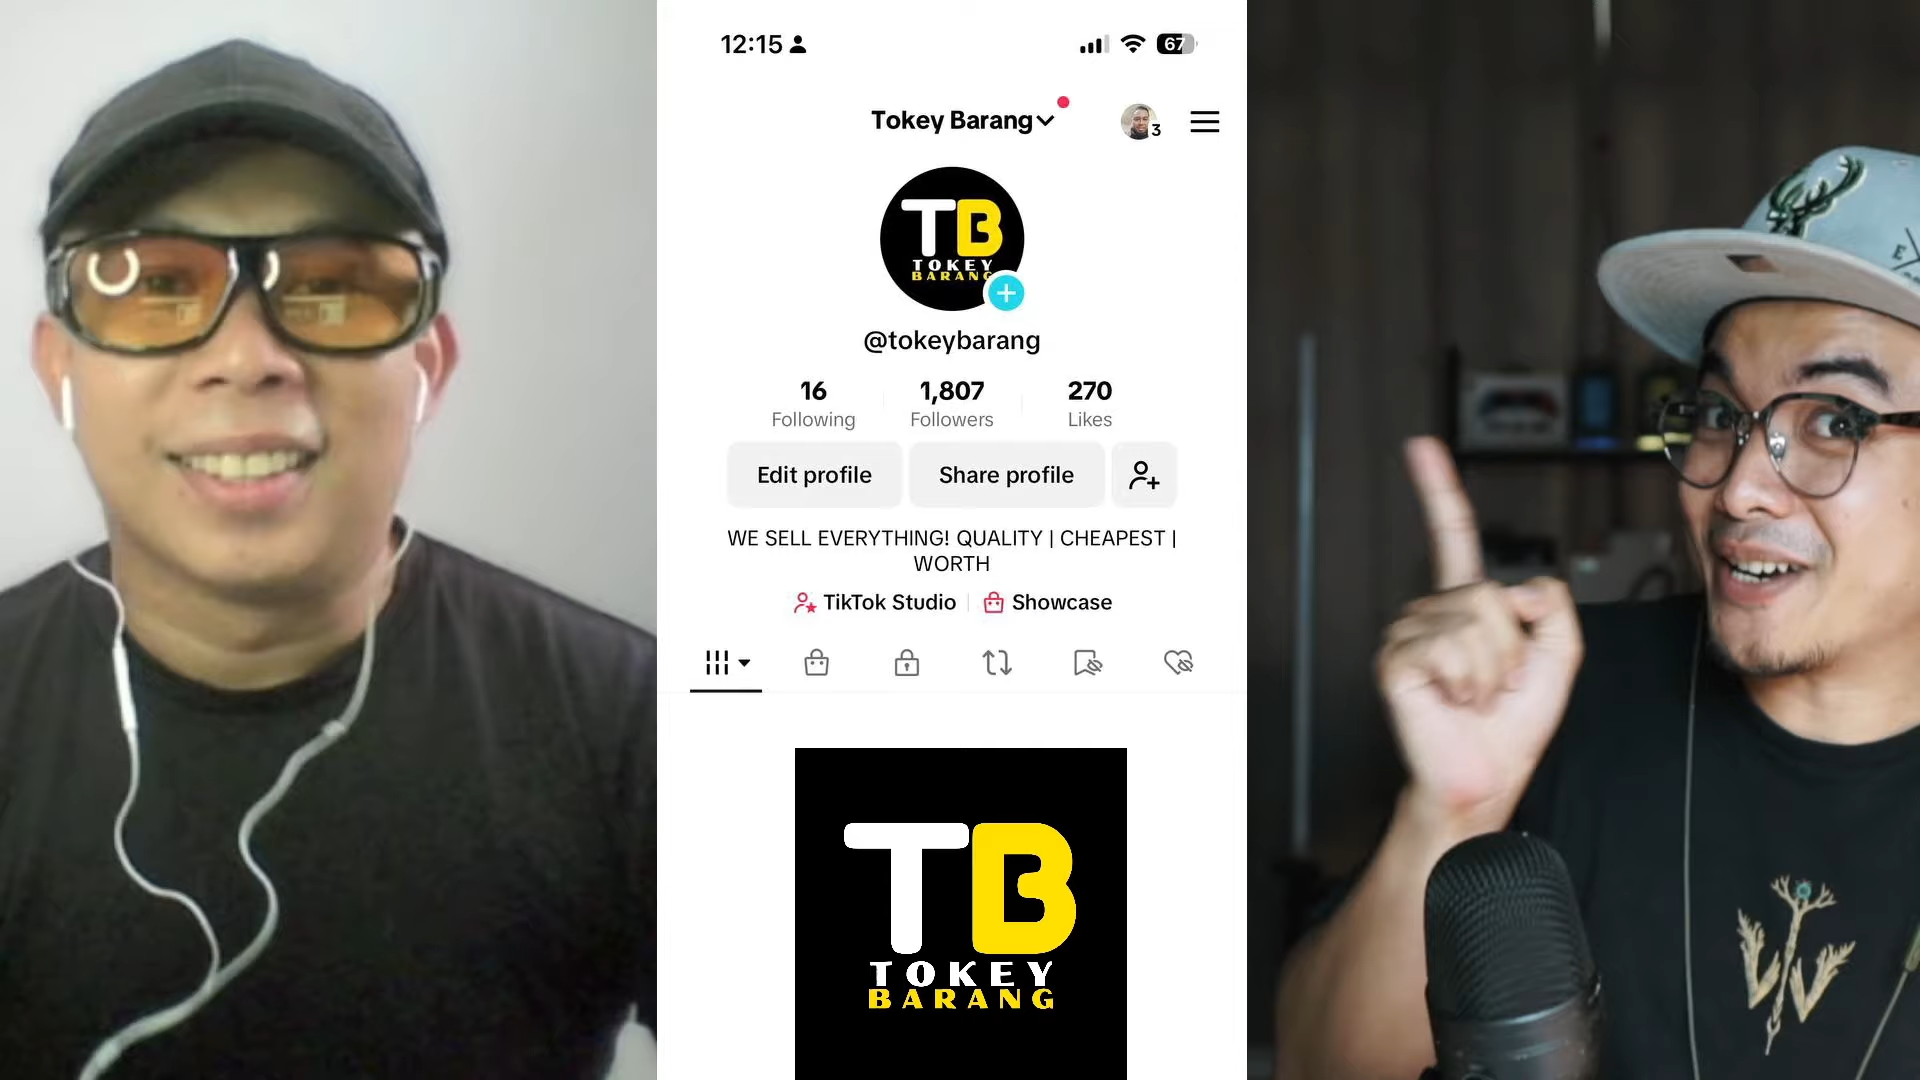 12:15
67
Tokey Barang
3
TB
TOKEY
BARANG
@tokeybarang
16
Following
1,807
Followers
270
Likes
Edit profile
Share profile
WE SELL EVERYTHING! QUALITY | CHEAPEST |
WORTH
TikTok Studio
Showcase
TB
TOKEY
BARANG